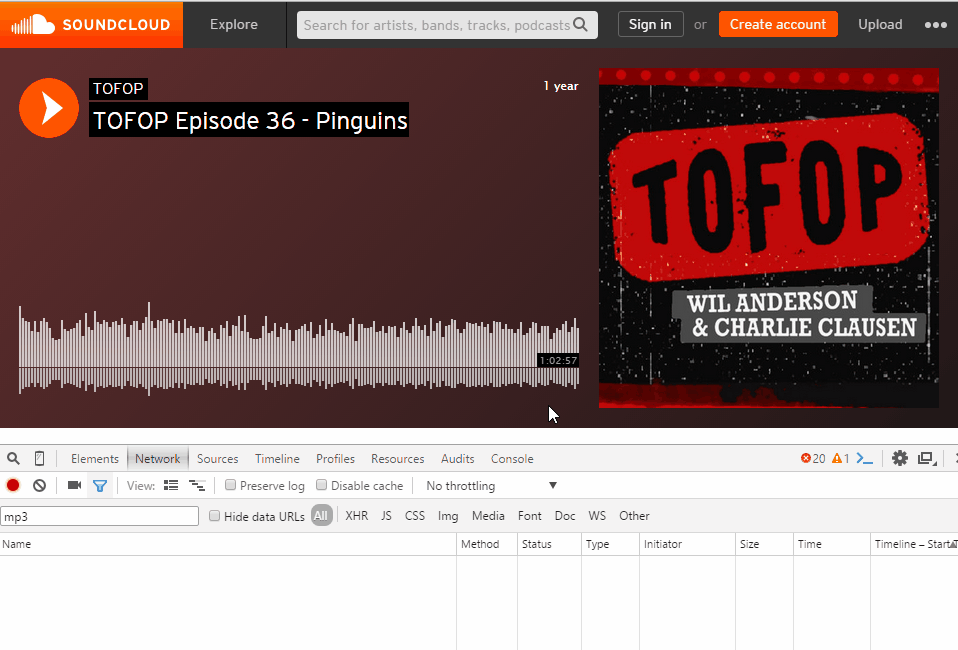 SOUNDCLOUD Explore Search for artists, bands, tracks, podcasts Sign in or Create account Upload
TOFOP 1 year
TOFOP Episode 36 - Pinguins
TOFOP
WIL ANDERSON
& CHARLIE CLAUSEN
1:02:57
Elements Network Sources Timeline Profiles Resources Audits Console 20 1
View: Preserve log Disable cache No throttling
mp3 Hide data URLs All XHR JS CSS Img Media Font Doc WS Other
Name Method Status Type Initiator Size Time Timeline – Start